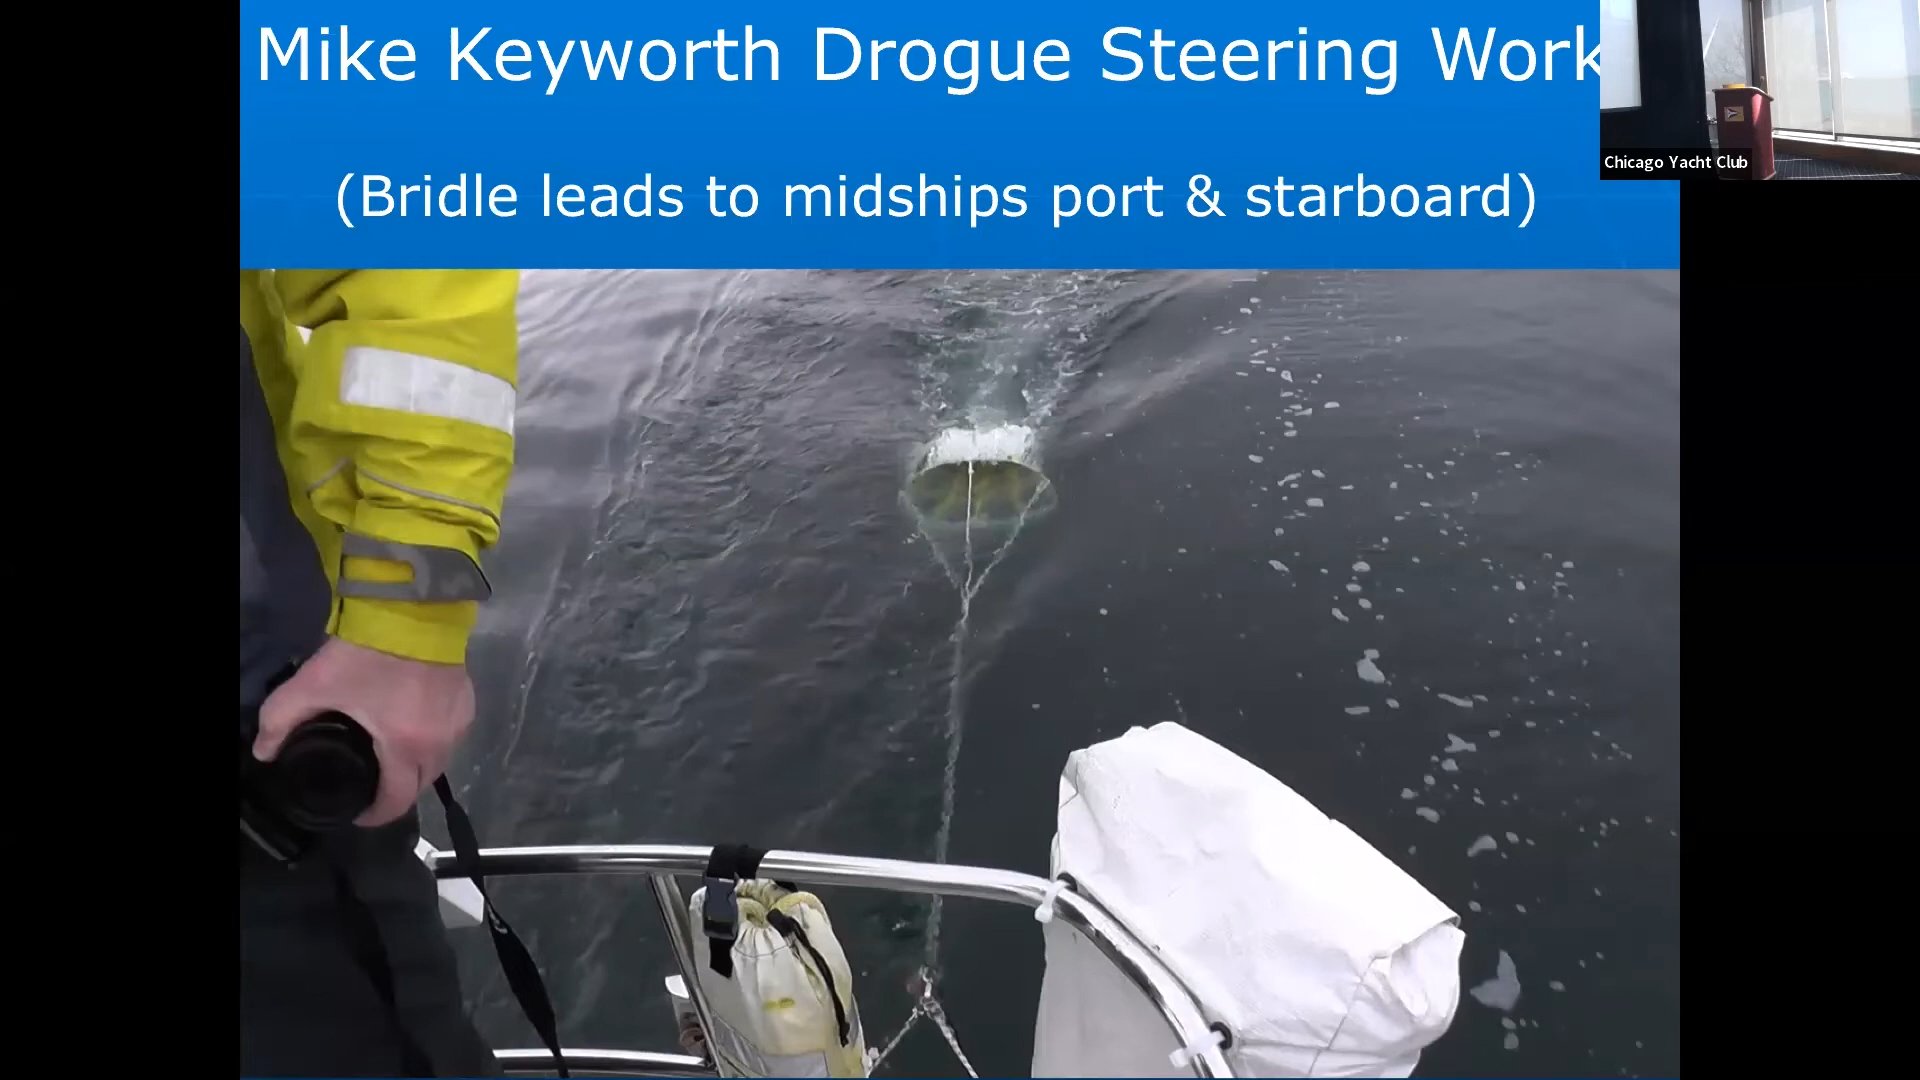 Mike Keyworth Drogue Steering Work
(Bridle leads to midships port & starboard)
Chicago Yacht Club